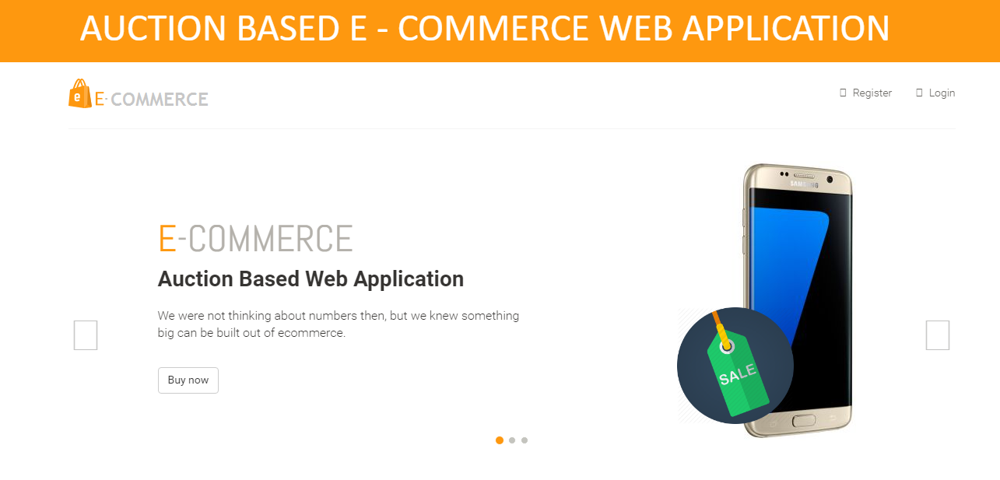 AUCTION BASED E - COMMERCE WEB APPLICATION
e E- COMMERCE
Register Login
SAMSUNG
E-COMMERCE
Auction Based Web Application
We were not thinking about numbers then, but we knew something
big can be built out of ecommerce.
SALE
Buy now